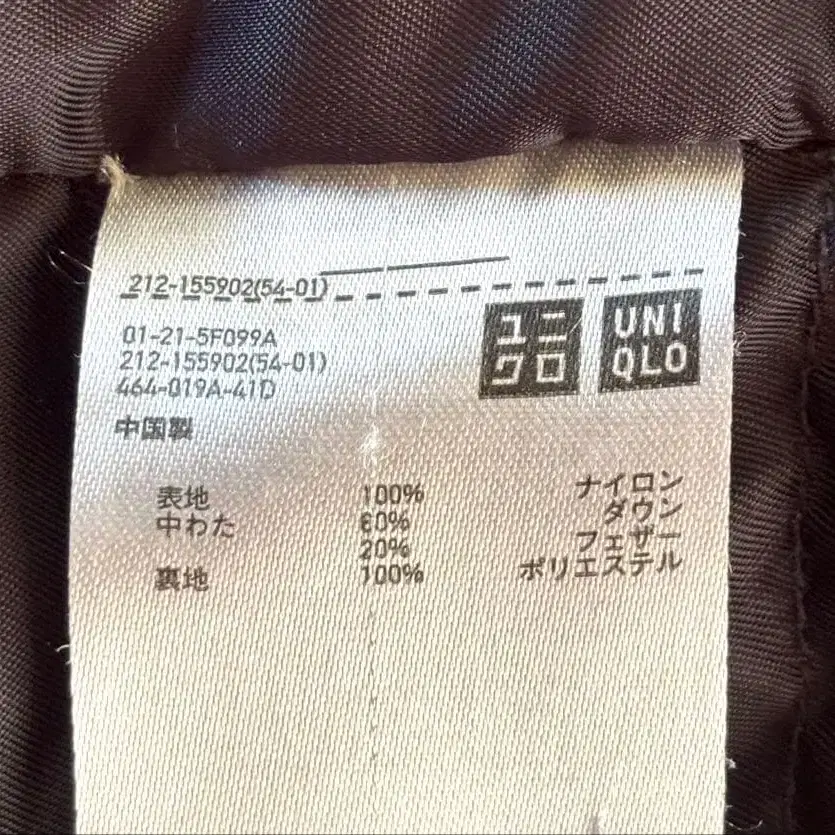 212-155902(54-01)
01-21-5F099A
212-155902(54-01)
464-019A-41D
中国製
ユニ
クロ
UNI
QLO
表地 100% ナイロン
中わた 80% ダウン
20% フェザー
裏地 100% ポリエステル